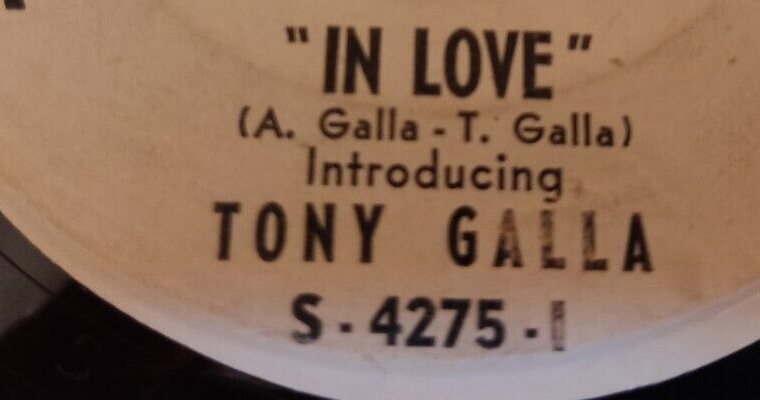 "IN LOVE"
(A. Galla - T. Galla)
Introducing
TONY GALLA
S - 4275 - I